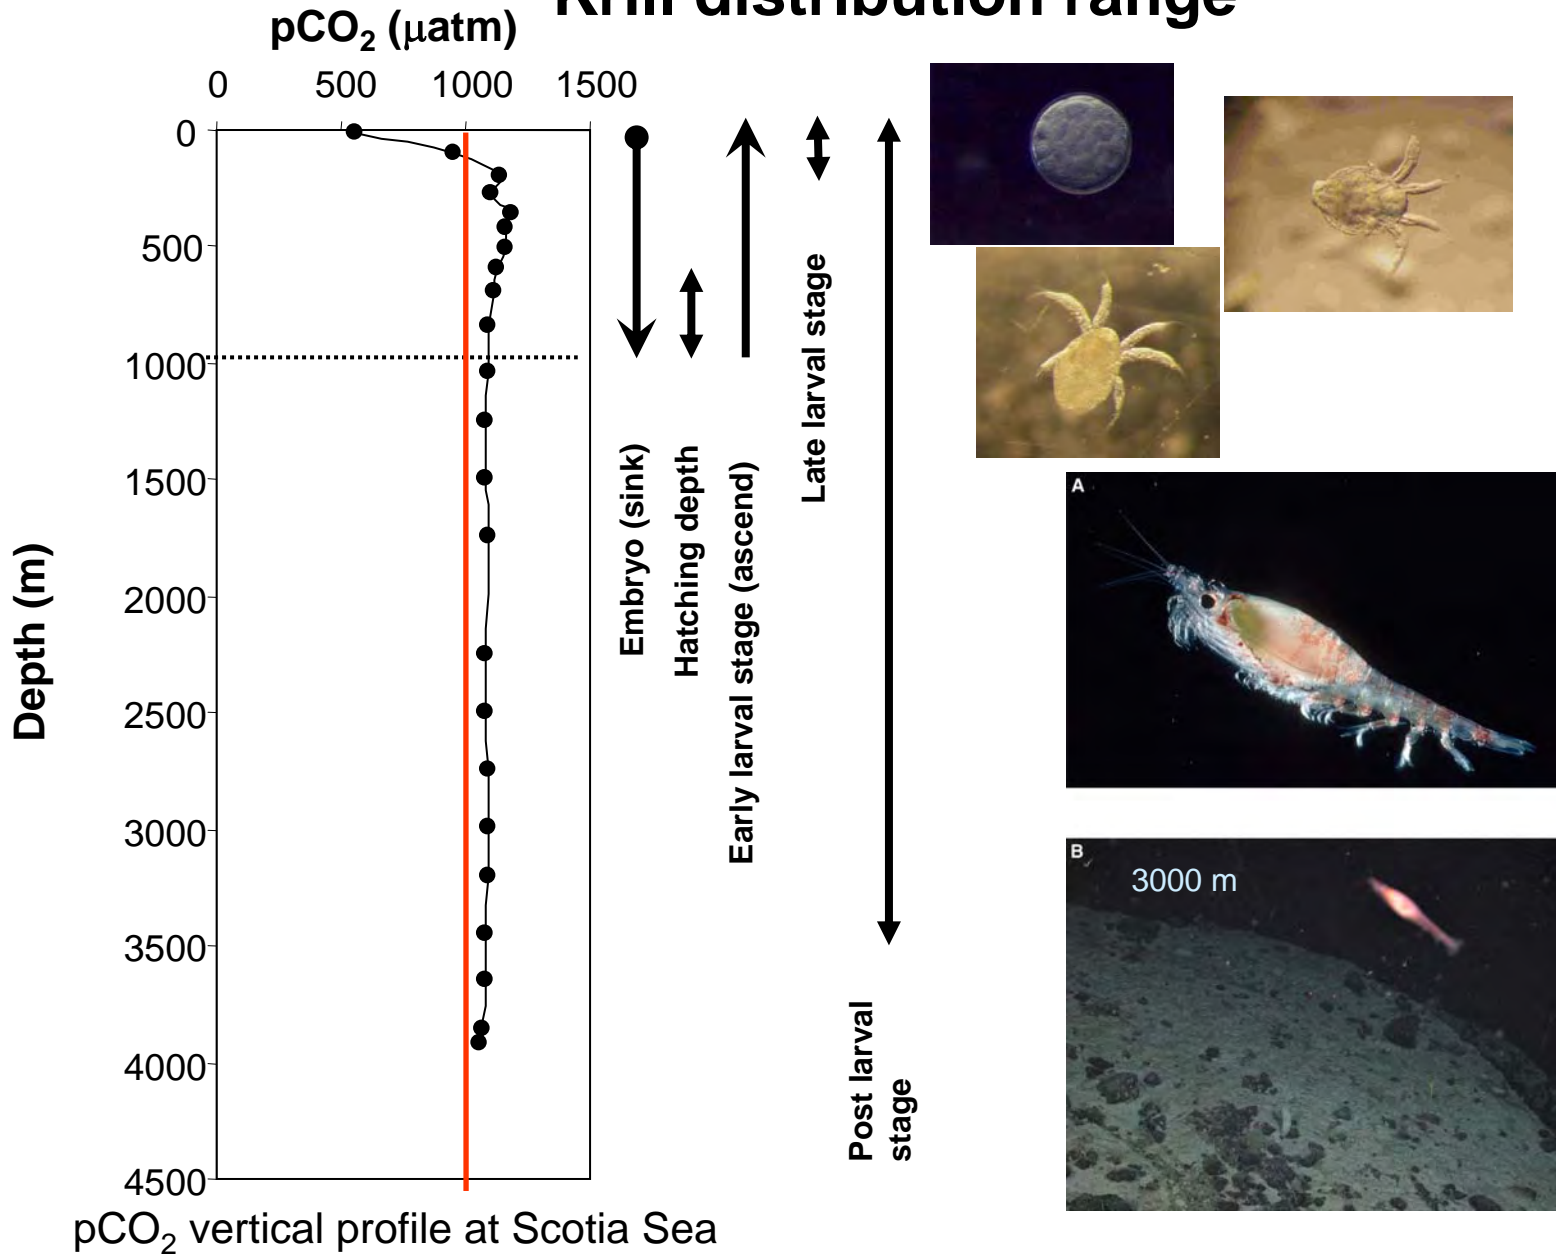 Krill distribution range
pCO2 (μatm)
0 500 1000 1500
0
500
1000
1500
2000
2500
3000
3500
4000
4500
Depth (m)
Embryo (sink)
Hatching depth
Early larval stage (ascend)
Late larval stage
Post larval
stage
A
B
3000 m
pCO2 vertical profile at Scotia Sea